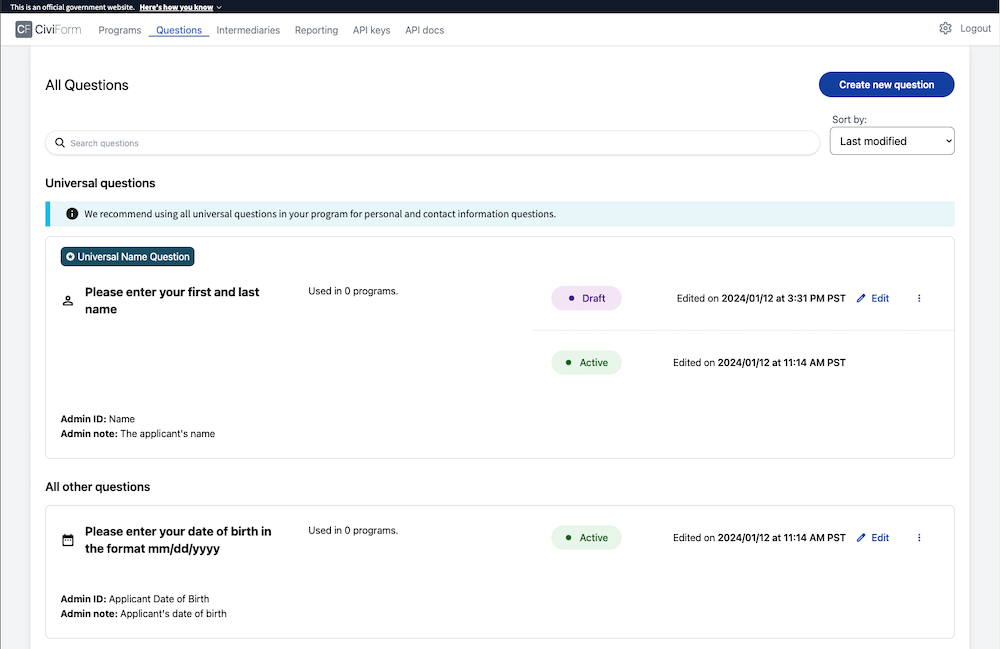 This is an official government website. Here's how you know
CF CiviForm Programs Questions Intermediaries Reporting API keys API docs Logout
All Questions
Create new question
Sort by:
Search questions
Last modified
Universal questions
We recommend using all universal questions in your program for personal and contact information questions.
Universal Name Question
Please enter your first and last
name
Used in 0 programs.
Draft
Edited on 2024/01/12 at 3:31 PM PST
Edit
Active
Edited on 2024/01/12 at 11:14 AM PST
Admin ID: Name
Admin note: The applicant's name
All other questions
Please enter your date of birth in
the format mm/dd/yyyy
Used in 0 programs.
Active
Edited on 2024/01/12 at 11:14 AM PST
Edit
Admin ID: Applicant Date of Birth
Admin note: Applicant's date of birth